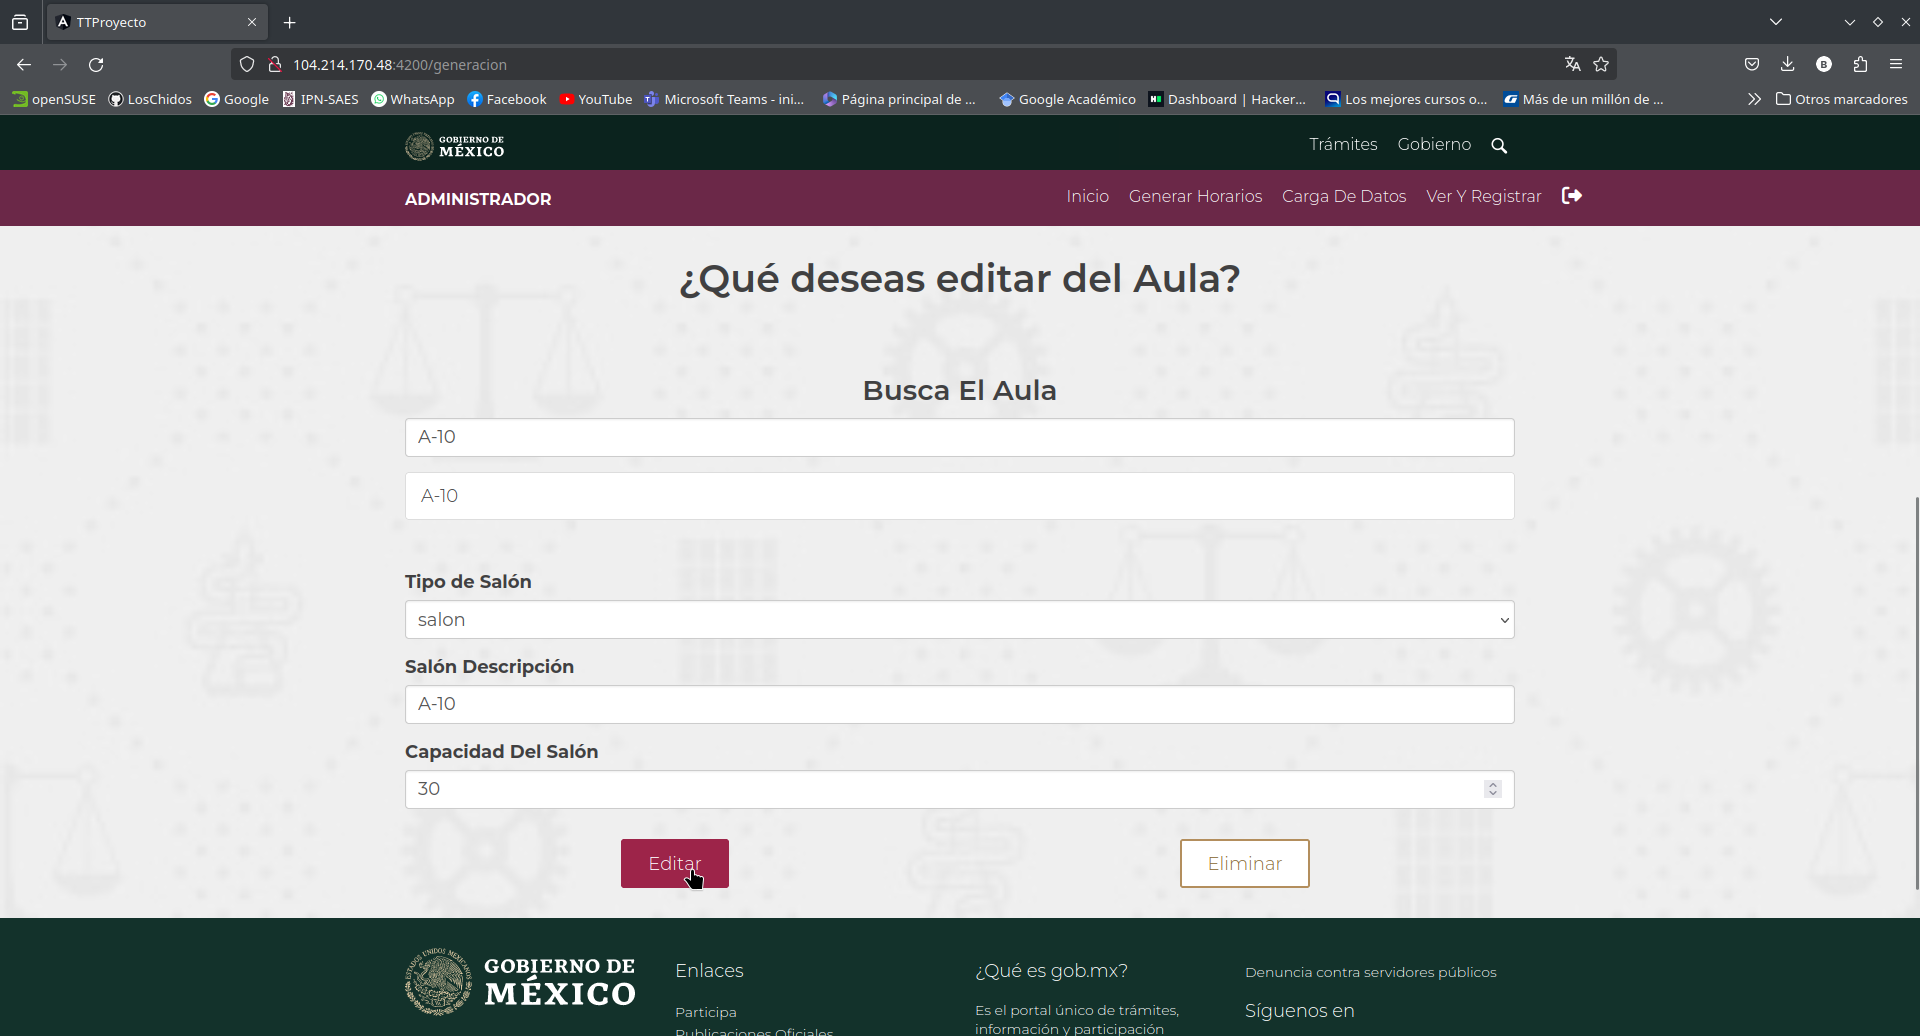 TTProyecto
104.214.170.48:4200/generacion
openSUSE LosChidos Google IPN-SAES WhatsApp Facebook YouTube Microsoft Teams - ini... Página principal de ... Google Académico Dashboard | Hacker... Los mejores cursos o... Más de un millón de ... Otros marcadores
GOBIERNO DE
MÉXICO
Trámites Gobierno
ADMINISTRADOR
Inicio Generar Horarios Carga De Datos Ver Y Registrar
¿Qué deseas editar del Aula?
Busca El Aula
A-10
A-10
Tipo de Salón
salon
Salón Descripción
A-10
Capacidad Del Salón
30
Editar Eliminar
GOBIERNO DE
MÉXICO
Enlaces
Participa
Publicaciones Oficiales
¿Qué es gob.mx?
Es el portal único de trámites,
información y participación
Denuncia contra servidores públicos
Síguenos en